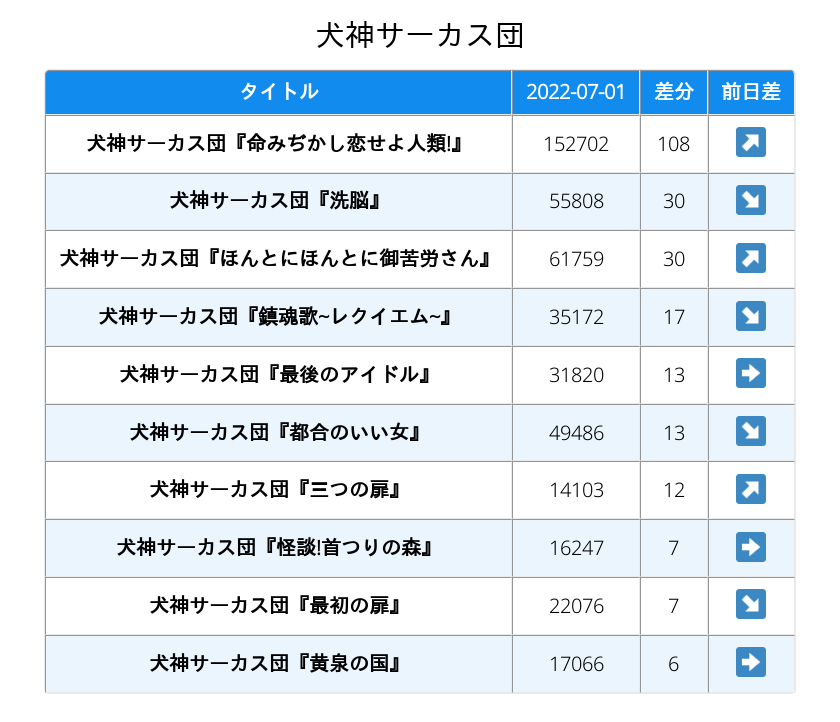 犬神サーカス団
タイトル 2022-07-01 差分 前日差
犬神サーカス団『命みぢかし恋せよ人類!』 152702 108 ↗
犬神サーカス団『洗脳』 55808 30 ↘
犬神サーカス団『ほんとにほんとに御苦労さん』 61759 30 ↗
犬神サーカス団『鎮魂歌~レクイエム~』 35172 17 ↘
犬神サーカス団『最後のアイドル』 31820 13 ➡
犬神サーカス団『都合のいい女』 49486 13 ↘
犬神サーカス団『三つの扉』 14103 12 ↗
犬神サーカス団『怪談!首つりの森』 16247 7 ➡
犬神サーカス団『最初の扉』 22076 7 ↘
犬神サーカス団『黄泉の国』 17066 6 ➡